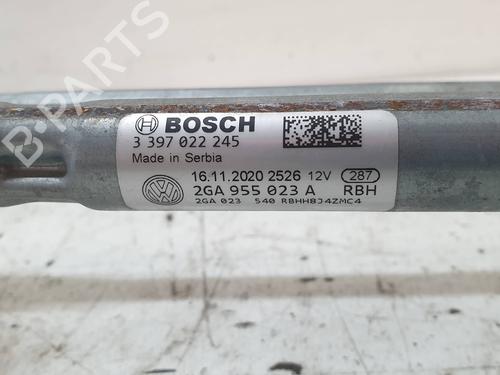 B-PARTS
BOSCH
3 397 022 245
Made in Serbia
16.11.2020 2526 12V 287
2GA 955 023 A RBH
2GA 023 540 RBHH8J4ZMC4
B-PARTS